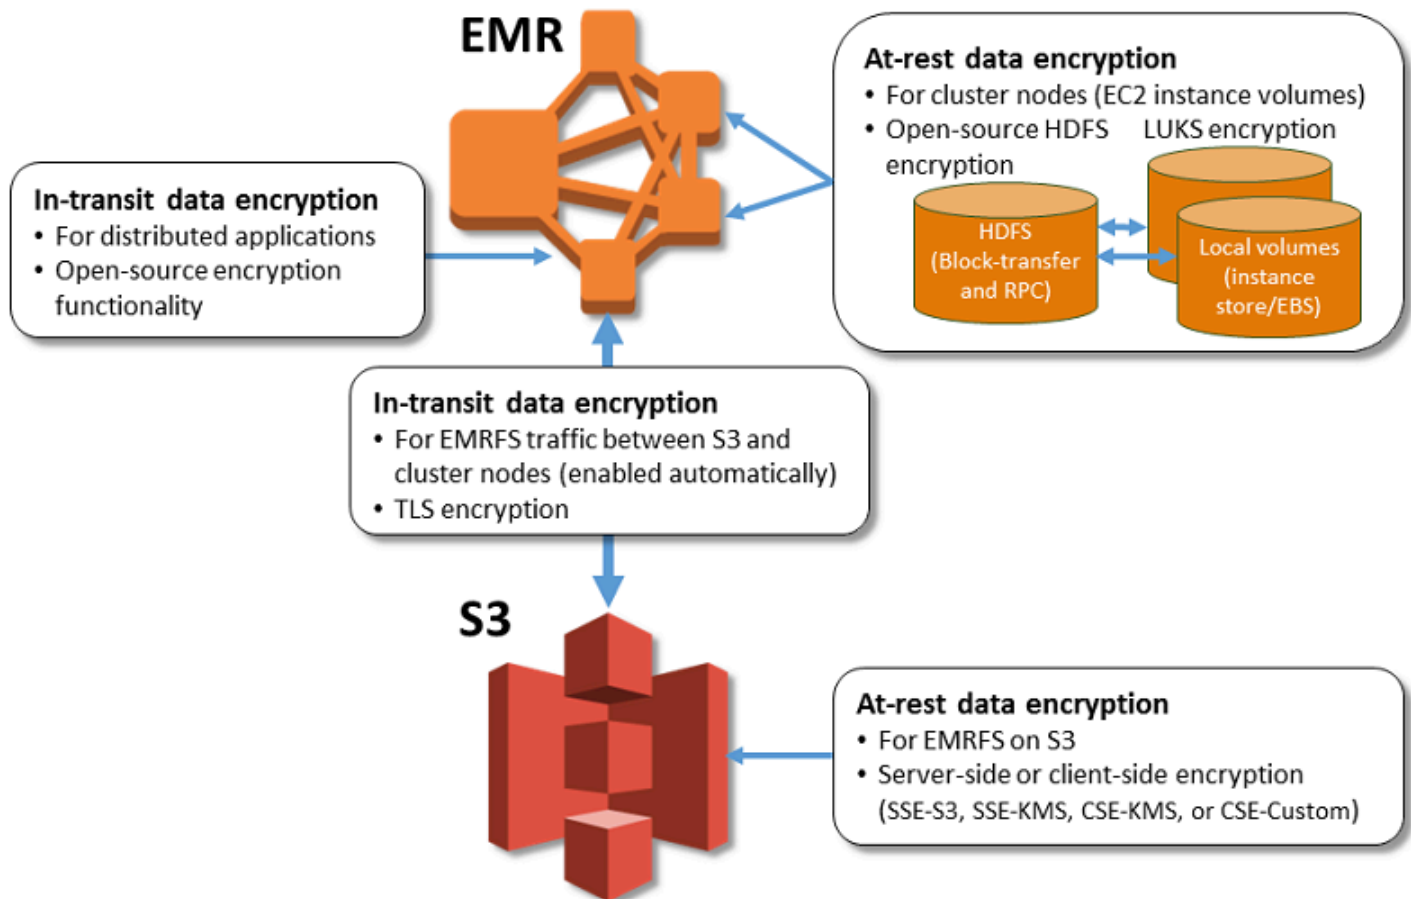 EMR
At-rest data encryption
• For cluster nodes (EC2 instance volumes)
• Open-source HDFS encryption
LUKS encryption
HDFS
(Block-transfer
and RPC)
Local volumes
(instance
store/EBS)
In-transit data encryption
• For distributed applications
• Open-source encryption
functionality
In-transit data encryption
• For EMRFS traffic between S3 and
cluster nodes (enabled automatically)
• TLS encryption
S3
At-rest data encryption
• For EMRFS on S3
• Server-side or client-side encryption
(SSE-S3, SSE-KMS, CSE-KMS, or CSE-Custom)